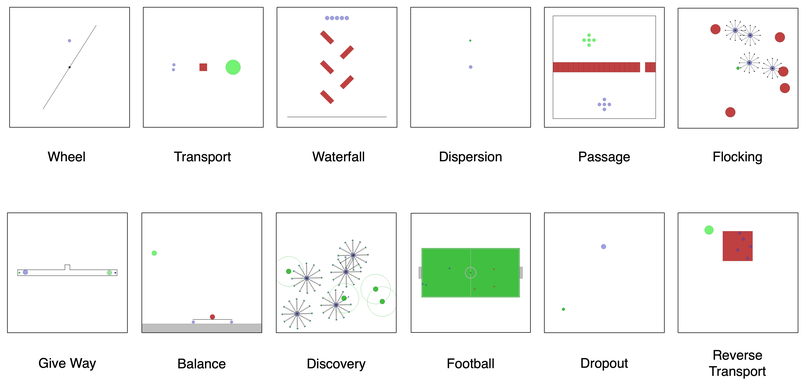 Wheel
Transport
Waterfall
Dispersion
Passage
Flocking
Give Way
Balance
Discovery
Football
Dropout
Reverse
Transport